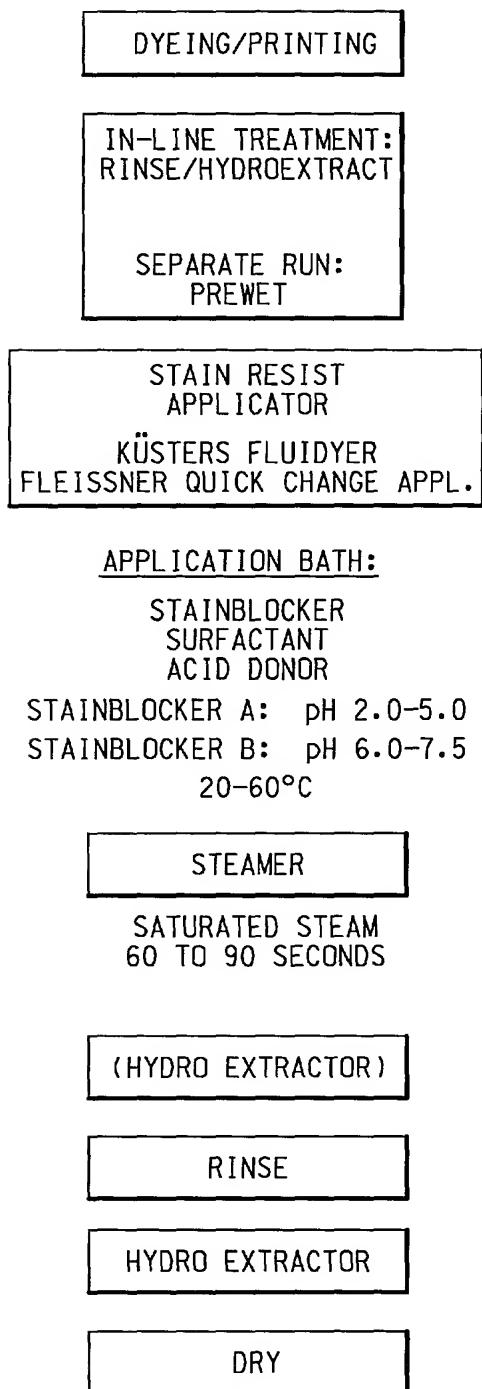 DYEING/PRINTING
IN-LINE TREATMENT:
RINSE/HYDROEXTRACT
SEPARATE RUN:
PREWET
STAIN RESIST
APPLICATOR
KÜSTERS FLUIDYER
FLEISSNER QUICK CHANGE APPL.
APPLICATION BATH:
STAINBLOCKER
SURFACTANT
ACID DONOR
STAINBLOCKER A: pH 2.0-5.0
STAINBLOCKER B: pH 6.0-7.5
20-60°C
STEAMER
SATURATED STEAM
60 TO 90 SECONDS
(HYDRO EXTRACTOR)
RINSE
HYDRO EXTRACTOR
DRY